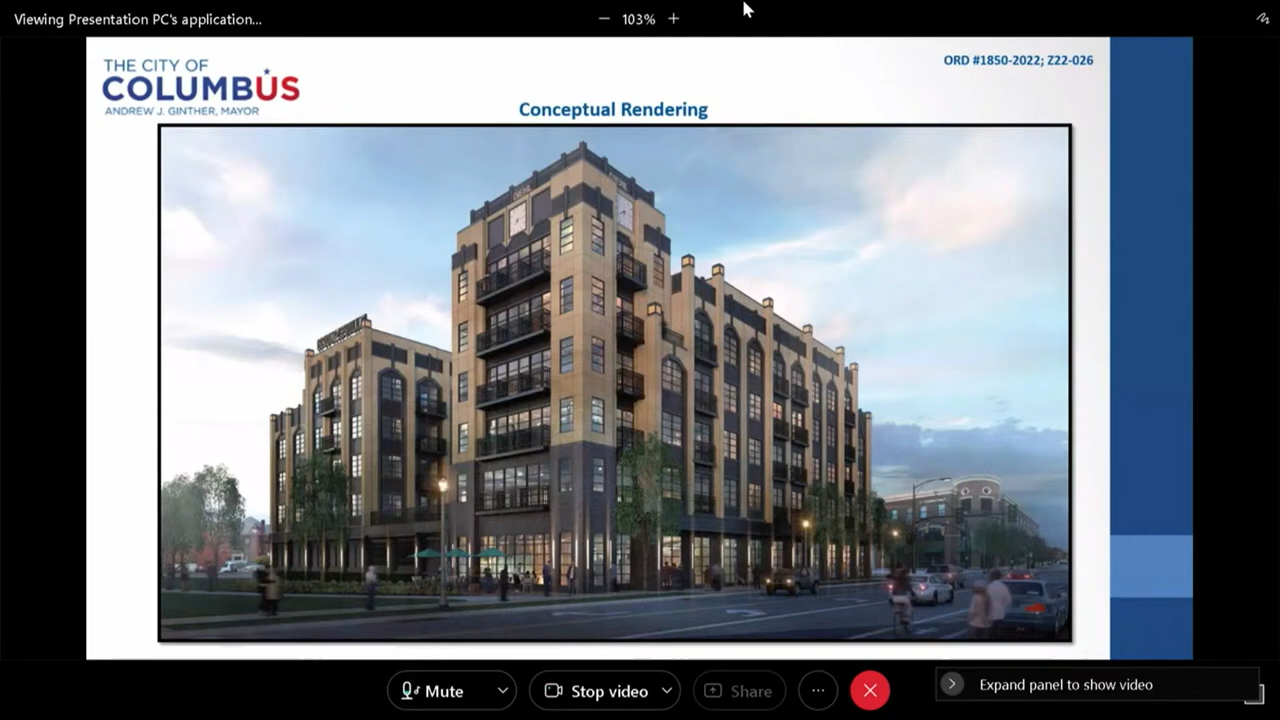 Viewing Presentation PC's application...
103%
ORD #1850-2022; Z22-026
THE CITY OF
COLUMBUS
ANDREW J. GINTHER, MAYOR
Conceptual Rendering
Mute
Stop video
Share
Expand panel to show video